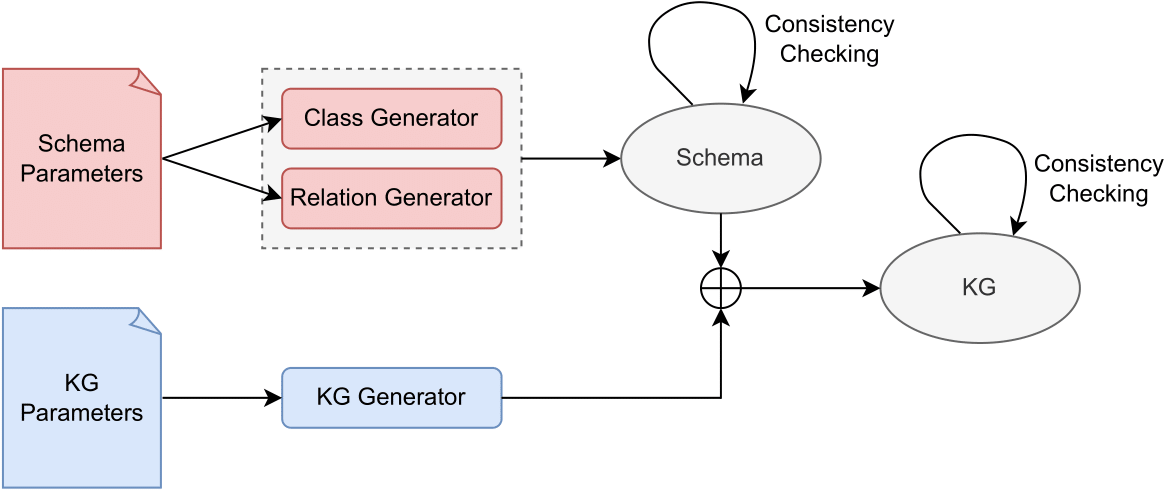 Consistency
Checking
Schema
Parameters
Class Generator
Relation Generator
Schema
Consistency
Checking
KG
KG
Parameters
KG Generator